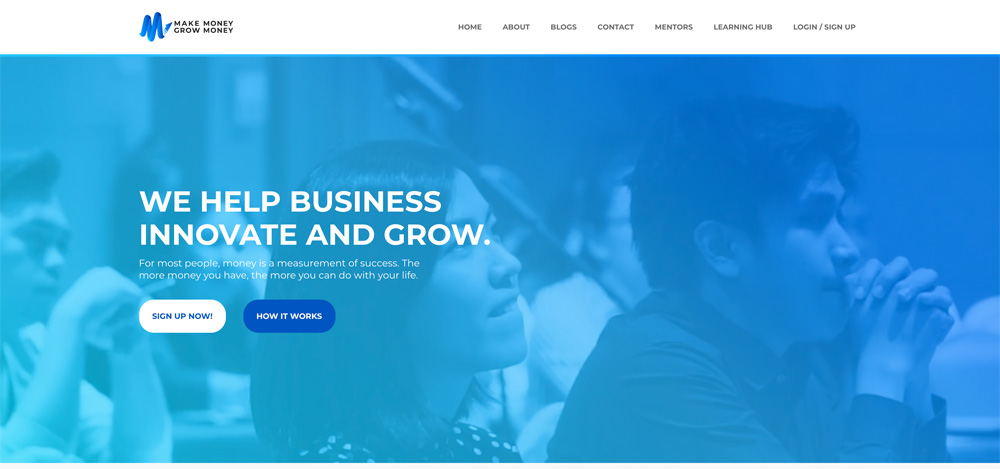 MAKE MONEY
GROW MONEY
HOME ABOUT BLOGS CONTACT MENTORS LEARNING HUB LOGIN / SIGN UP
WE HELP BUSINESS
INNOVATE AND GROW.
For most people, money is a measurement of success. The
more money you have, the more you can do with your life.
SIGN UP NOW! HOW IT WORKS